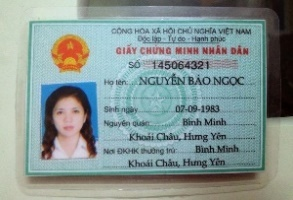 CỘNG HÒA XÃ HỘI CHỦ NGHĨA VIỆT NAM
Độc lập - Tự do - Hạnh phúc
GIẤY CHỨNG MINH NHÂN DÂN
SỐ 145064321
Họ tên: NGUYỄN BẢO NGỌC
Sinh ngày 07-09-1983
Nguyên quán: Bình Minh
Khoái Châu, Hưng Yên
Nơi ĐKHK thường trú: Bình Minh
Khoái Châu, Hưng Yên